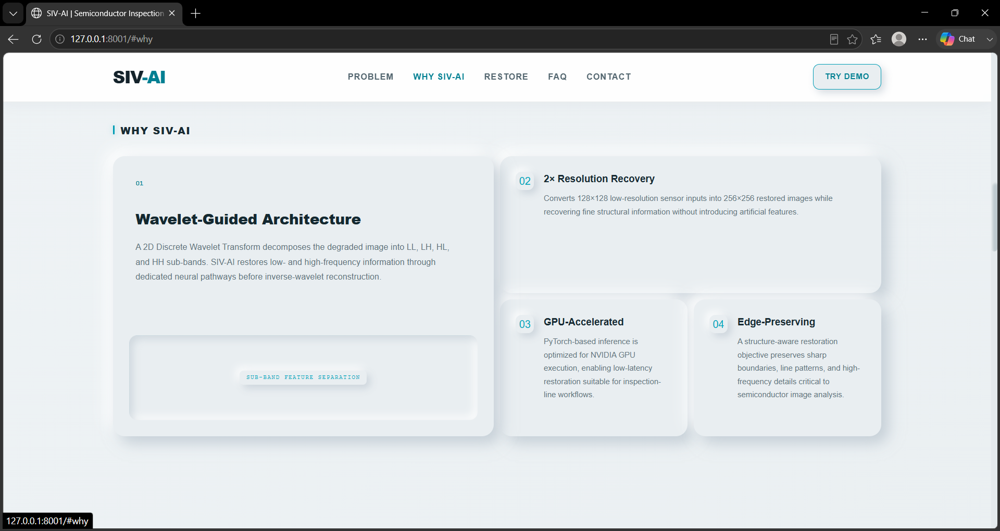 SIV-AI | Semiconductor Inspection
127.0.0.1:8001/#why
Chat
SIV-AI
PROBLEM
WHY SIV-AI
RESTORE
FAQ
CONTACT
TRY DEMO
WHY SIV-AI
01
Wavelet-Guided Architecture
A 2D Discrete Wavelet Transform decomposes the degraded image into LL, LH, HL,
and HH sub-bands. SIV-AI restores low- and high-frequency information through
dedicated neural pathways before inverse-wavelet reconstruction.
SUB-BAND FEATURE SEPARATION
02
2× Resolution Recovery
Converts 128×128 low-resolution sensor inputs into 256×256 restored images while
recovering fine structural information without introducing artificial features.
03
GPU-Accelerated
PyTorch-based inference is
optimized for NVIDIA GPU
execution, enabling low-latency
restoration suitable for inspection-
line workflows.
04
Edge-Preserving
A structure-aware restoration
objective preserves sharp
boundaries, line patterns, and high-
frequency details critical to
semiconductor image analysis.
127.0.0.1:8001/#why